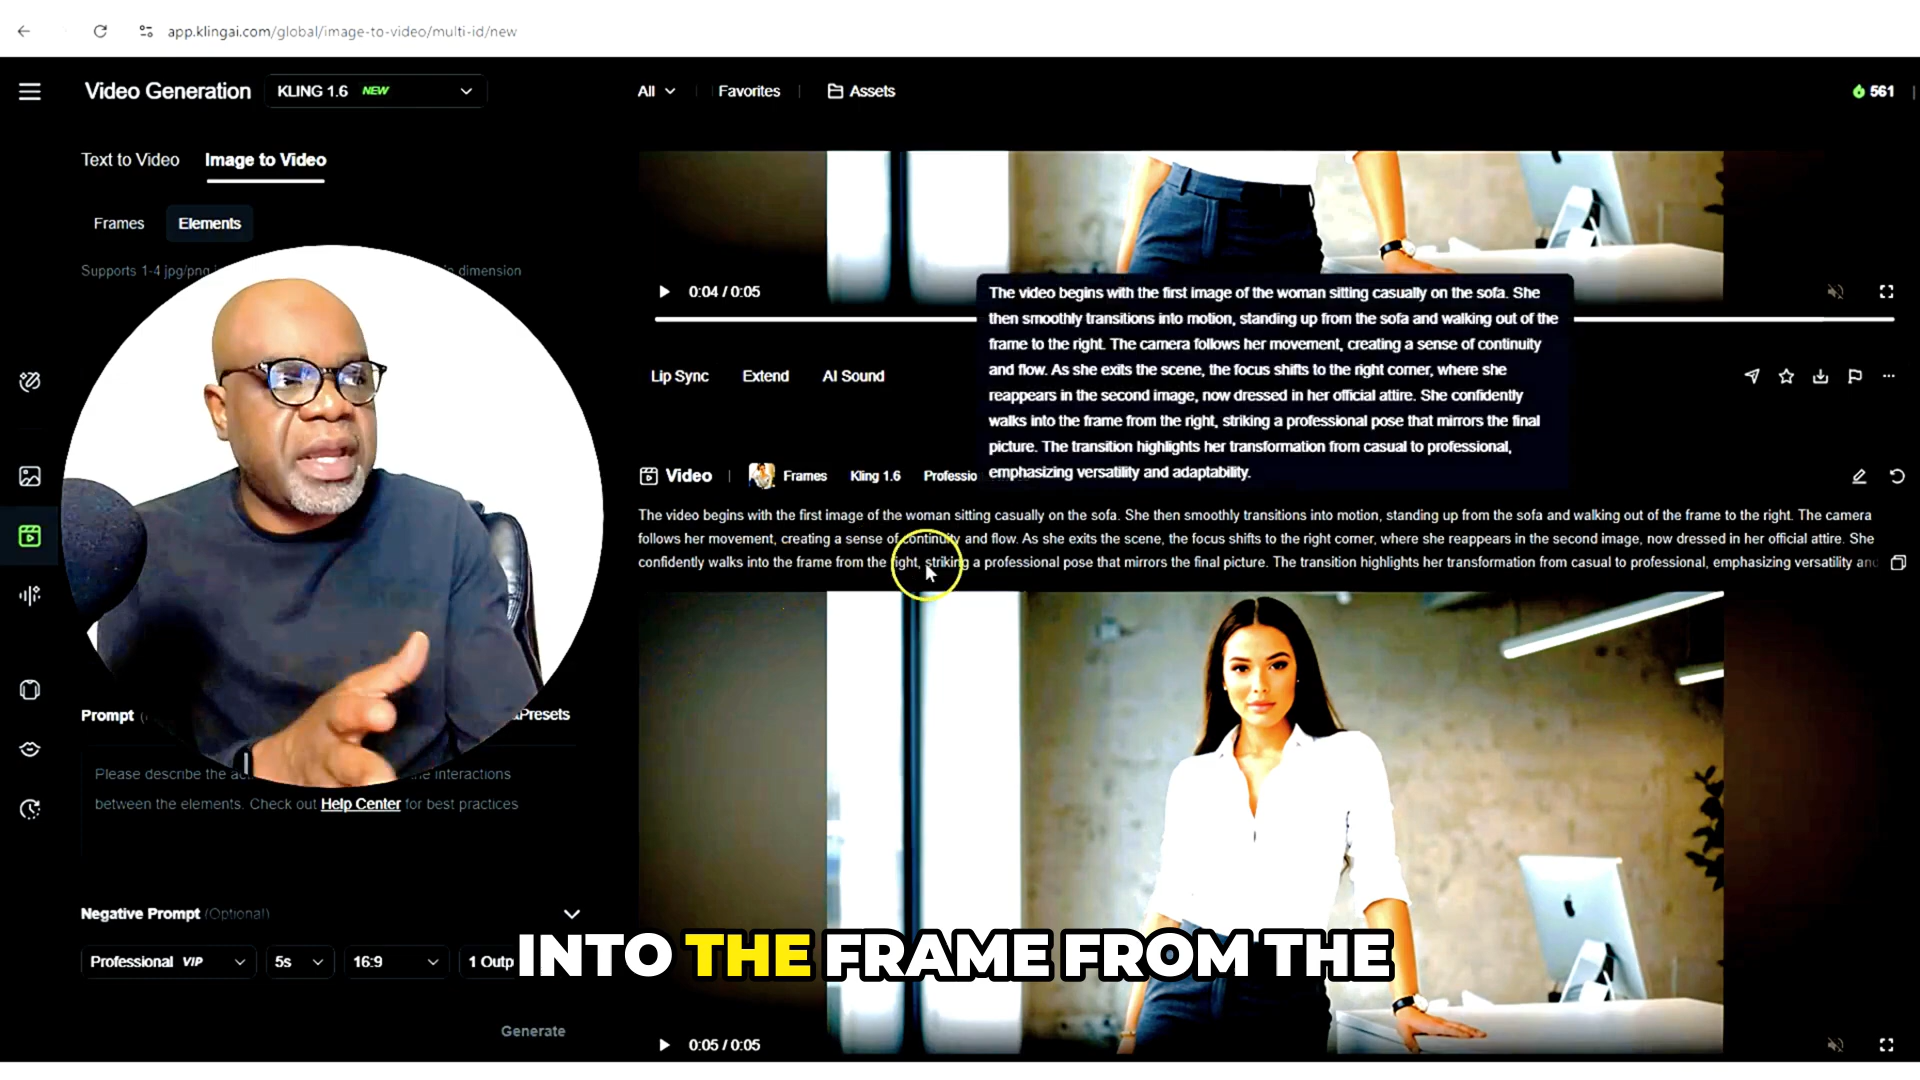 app.klingai.com/global/image-to-video/multi-id/new
Video Generation
KLING 1.6 NEW
All
Favorites
Assets
561
Text to Video
Image to Video
Frames
Elements
Supports 1-4 jpg/png
dimension
0:04 / 0:05
The video begins with the first image of the woman sitting casually on the sofa. She
then smoothly transitions into motion, standing up from the sofa and walking out of the
frame to the right. The camera follows her movement, creating a sense of continuity
and flow. As she exits the scene, the focus shifts to the right corner, where she
reappears in the second image, now dressed in her official attire. She confidently
walks into the frame from the right, striking a professional pose that mirrors the final
picture. The transition highlights her transformation from casual to professional,
emphasizing versatility and adaptability.
Lip Sync
Extend
AI Sound
Video
Frames
Kling 1.6
Professio
The video begins with the first image of the woman sitting casually on the sofa. She then smoothly transitions into motion, standing up from the sofa and walking out of the frame to the right. The camera
follows her movement, creating a sense of continuity and flow. As she exits the scene, the focus shifts to the right corner, where she reappears in the second image, now dressed in her official attire. She
confidently walks into the frame from the right, striking a professional pose that mirrors the final picture. The transition highlights her transformation from casual to professional, emphasizing versatility and
Prompt
Presets
Please describe the
interactions
between the elements. Check out Help Center for best practices
Negative Prompt (Optional)
Professional VIP
5s
16:9
1 Outp
INTO THE FRAME FROM THE
Generate
0:05 / 0:05